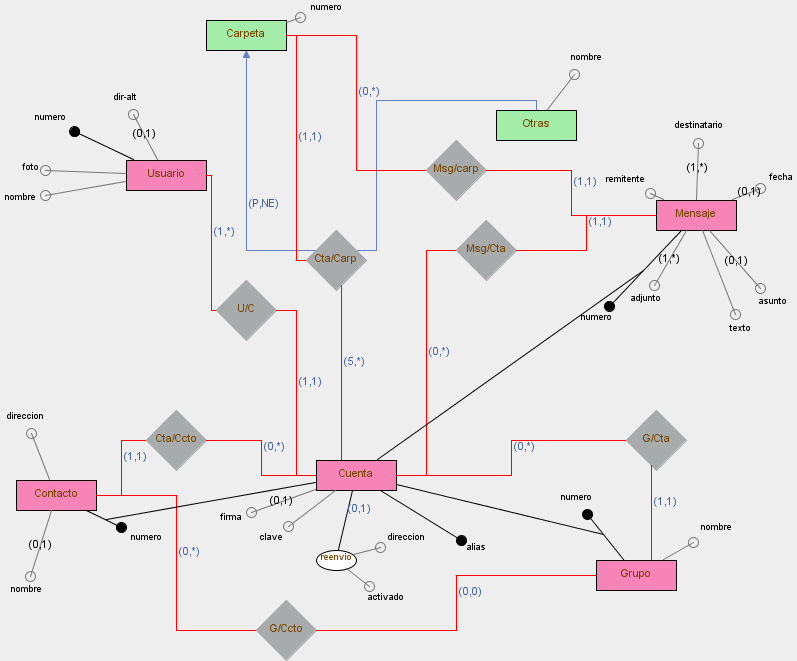 numero
Carpeta
nombre
dir-alt
(0,*)
numero
(0,1)
Otras
destinatario
(1,1)
foto
Usuario
Msg/carp
(1,*)
fecha
remitente
(1,1)
(0,1)
nombre
(P,NE)
Mensaje
(1,1)
(1,*)
Msg/Cta
Cta/Carp
(1,*)
(0,1)
adjunto
asunto
U/C
numero
texto
(0,*)
(5,*)
(1,1)
direccion
Cta/Ccto
(0,*)
(0,*)
G/Cta
(1,1)
Cuenta
Contacto
numero
(0,1)
(1,1)
(0,1)
firma
nombre
numero
clave
direccion
alias
(0,1)
(0,*)
reenvio
Grupo
nombre
activado
(0,0)
G/Ccto